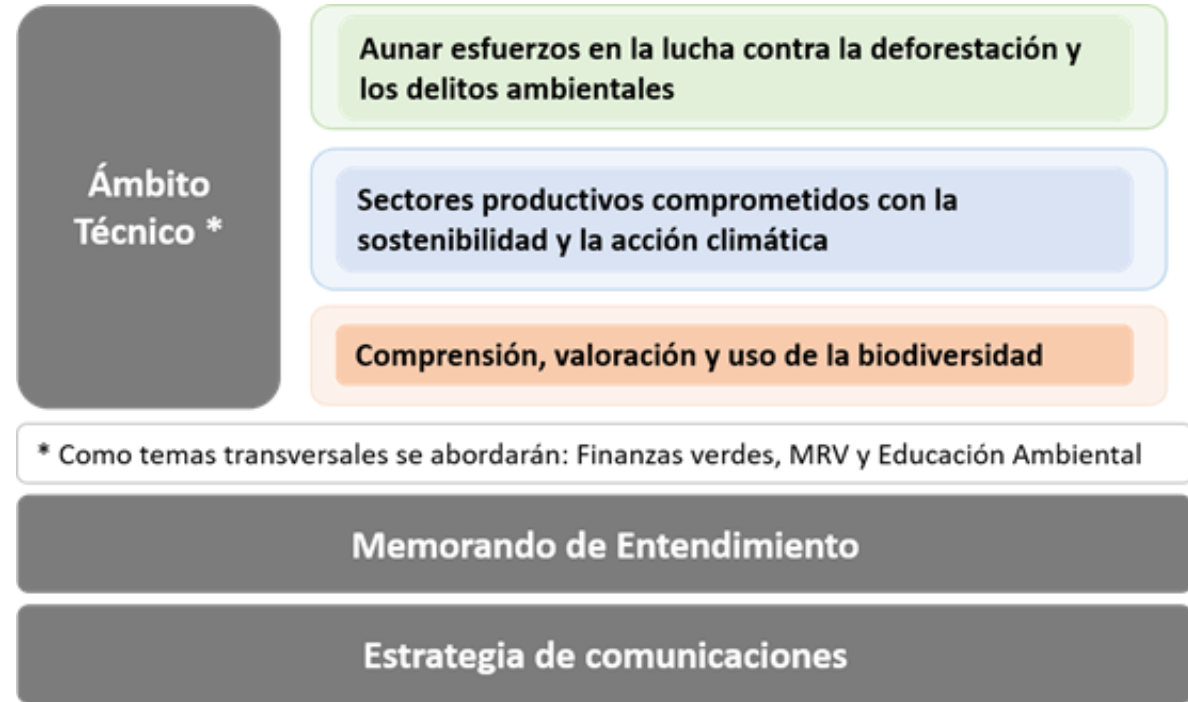 Ámbito
Técnico *
Aunar esfuerzos en la lucha contra la deforestación y
los delitos ambientales
Sectores productivos comprometidos con la
sostenibilidad y la acción climática
Comprensión, valoración y uso de la biodiversidad
* Como temas transversales se abordarán: Finanzas verdes, MRV y Educación Ambiental
Memorando de Entendimiento
Estrategia de comunicaciones